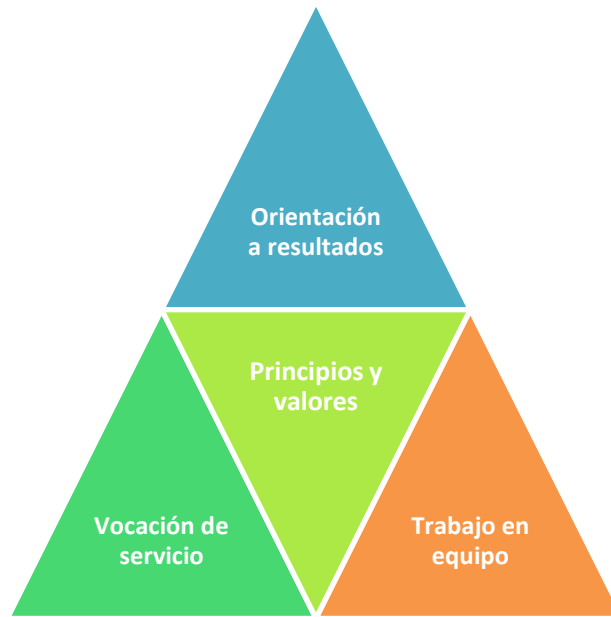 Orientación
a resultados
Principios y
valores
Vocación de
servicio
Trabajo en
equipo